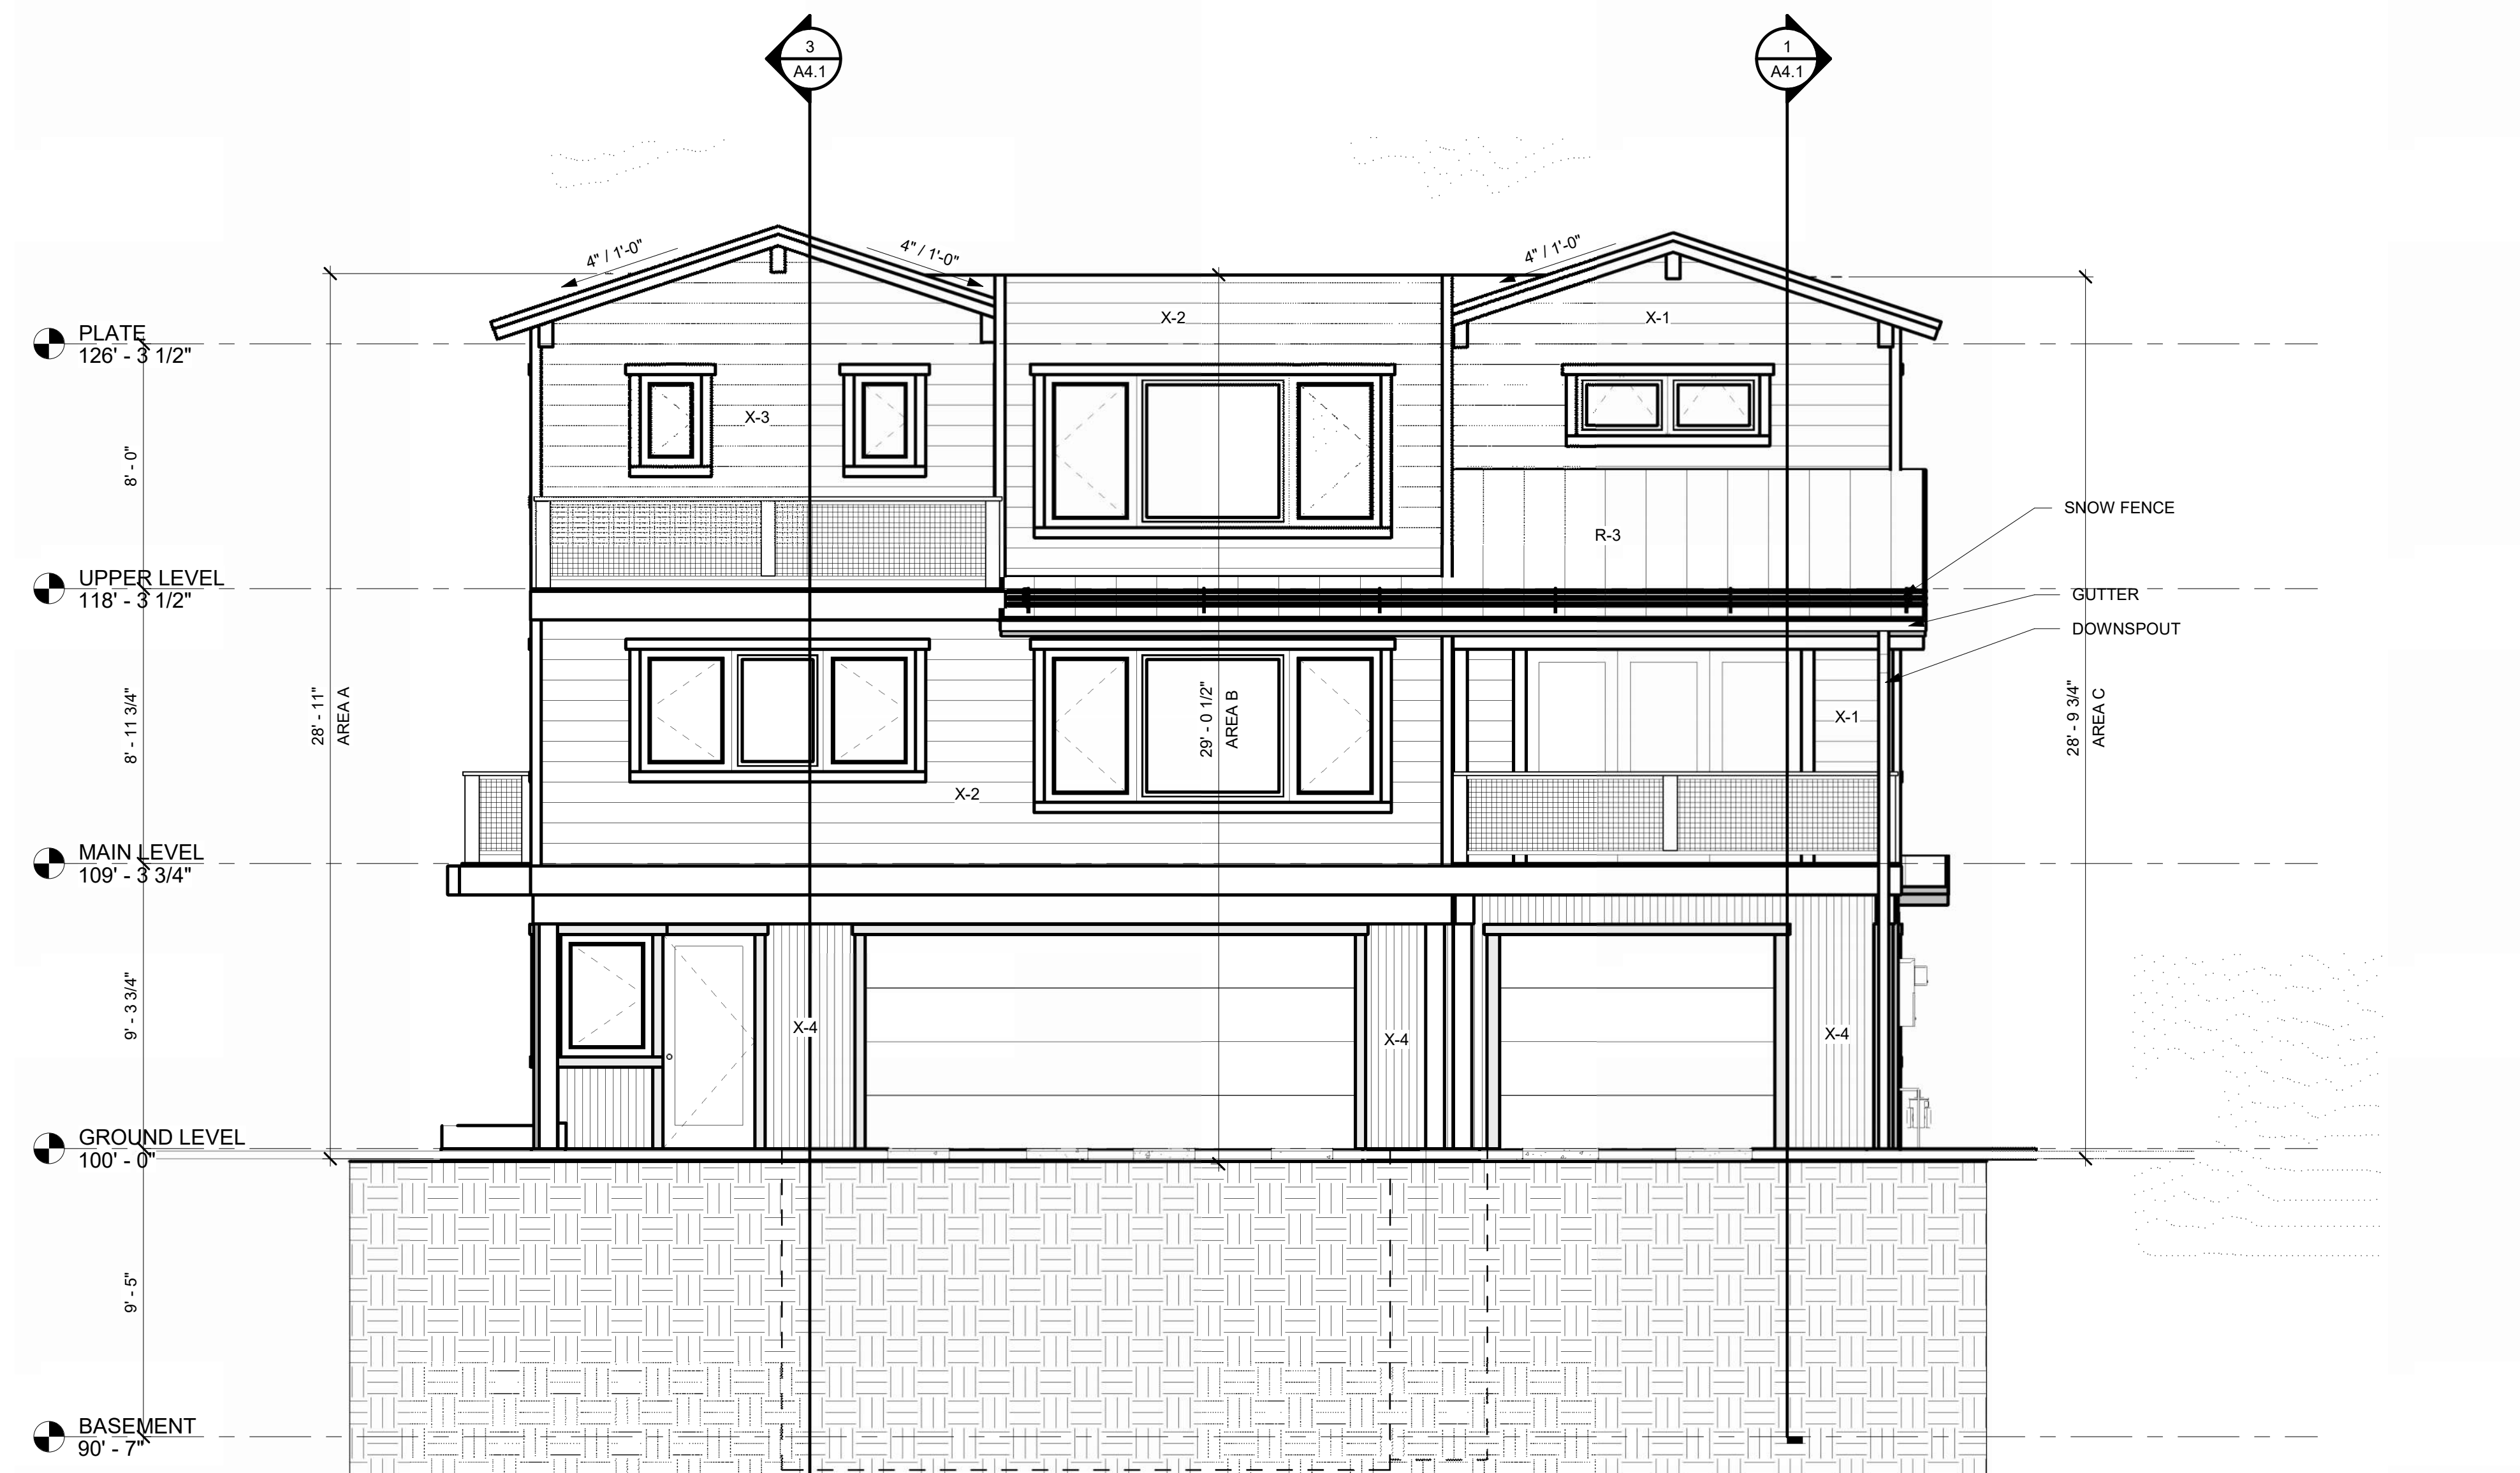 3
A4.1
1
A4.1
4" / 1'-0"
4" / 1'-0"
4" / 1'-0"
X-2
X-1
PLATE
126' - 3 1/2"
X-3
8' - 0"
SNOW FENCE
R-3
UPPER LEVEL
118' - 3 1/2"
GUTTER
DOWNSPOUT
8' - 11 3/4"
28' - 11"
AREA A
29' - 0 1/2"
AREA B
X-1
28' - 9 3/4"
AREA C
X-2
MAIN LEVEL
109' - 3 3/4"
9' - 3 3/4"
X-4
X-4
X-4
GROUND LEVEL
100' - 0"
9' - 5"
BASEMENT
90' - 7"